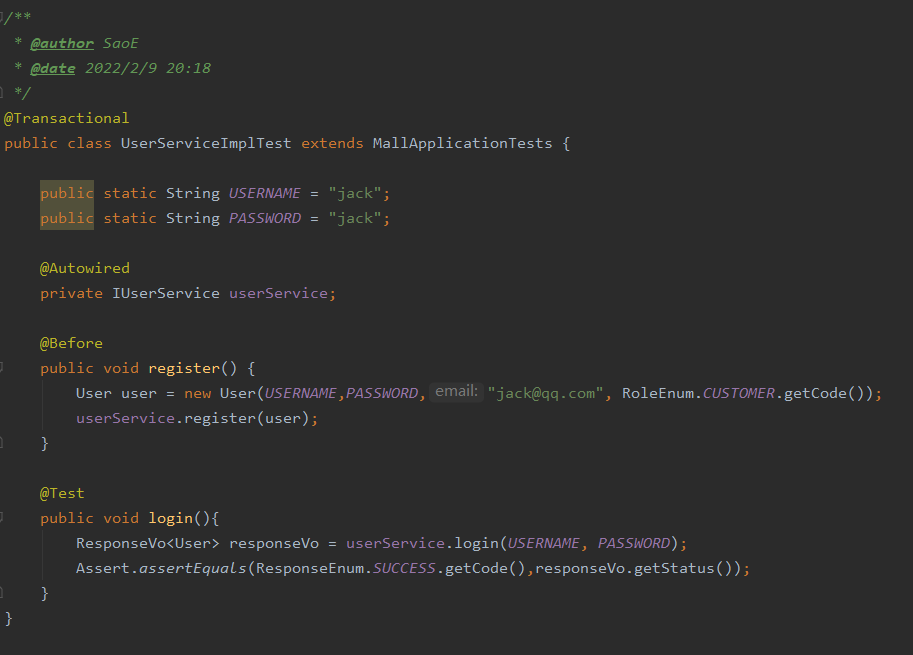 /**
 * @author SaoE
 * @date 2022/2/9 20:18
 */
@Transactional
public class UserServiceImplTest extends MallApplicationTests {
    public static String USERNAME = "jack";
    public static String PASSWORD = "jack";
    @Autowired
    private IUserService userService;
    @Before
    public void register() {
        User user = new User(USERNAME,PASSWORD, email: "jack@qq.com", RoleEnum.CUSTOMER.getCode());
        userService.register(user);
    }
    @Test
    public void login(){
        ResponseVo<User> responseVo = userService.login(USERNAME, PASSWORD);
        Assert.assertEquals(ResponseEnum.SUCCESS.getCode(),responseVo.getStatus());
    }
}